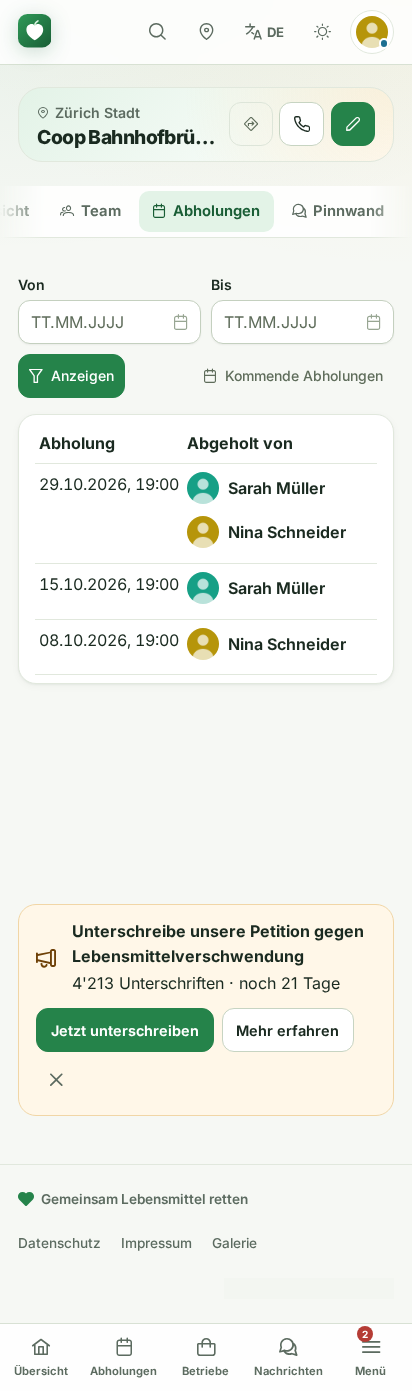 DE
Zürich Stadt
Coop Bahnhofbrü…
icht
Team
Abholungen
Pinnwand
Von
Bis
TT.MM.JJJJ
TT.MM.JJJJ
Anzeigen
Kommende Abholungen
Abholung
Abgeholt von
29.10.2026, 19:00
Sarah Müller
Nina Schneider
15.10.2026, 19:00
Sarah Müller
08.10.2026, 19:00
Nina Schneider
Unterschreibe unsere Petition gegen
Lebensmittelverschwendung
4'213 Unterschriften · noch 21 Tage
Jetzt unterschreiben
Mehr erfahren
Gemeinsam Lebensmittel retten
Datenschutz
Impressum
Galerie
2
Übersicht
Abholungen
Betriebe
Nachrichten
Menü